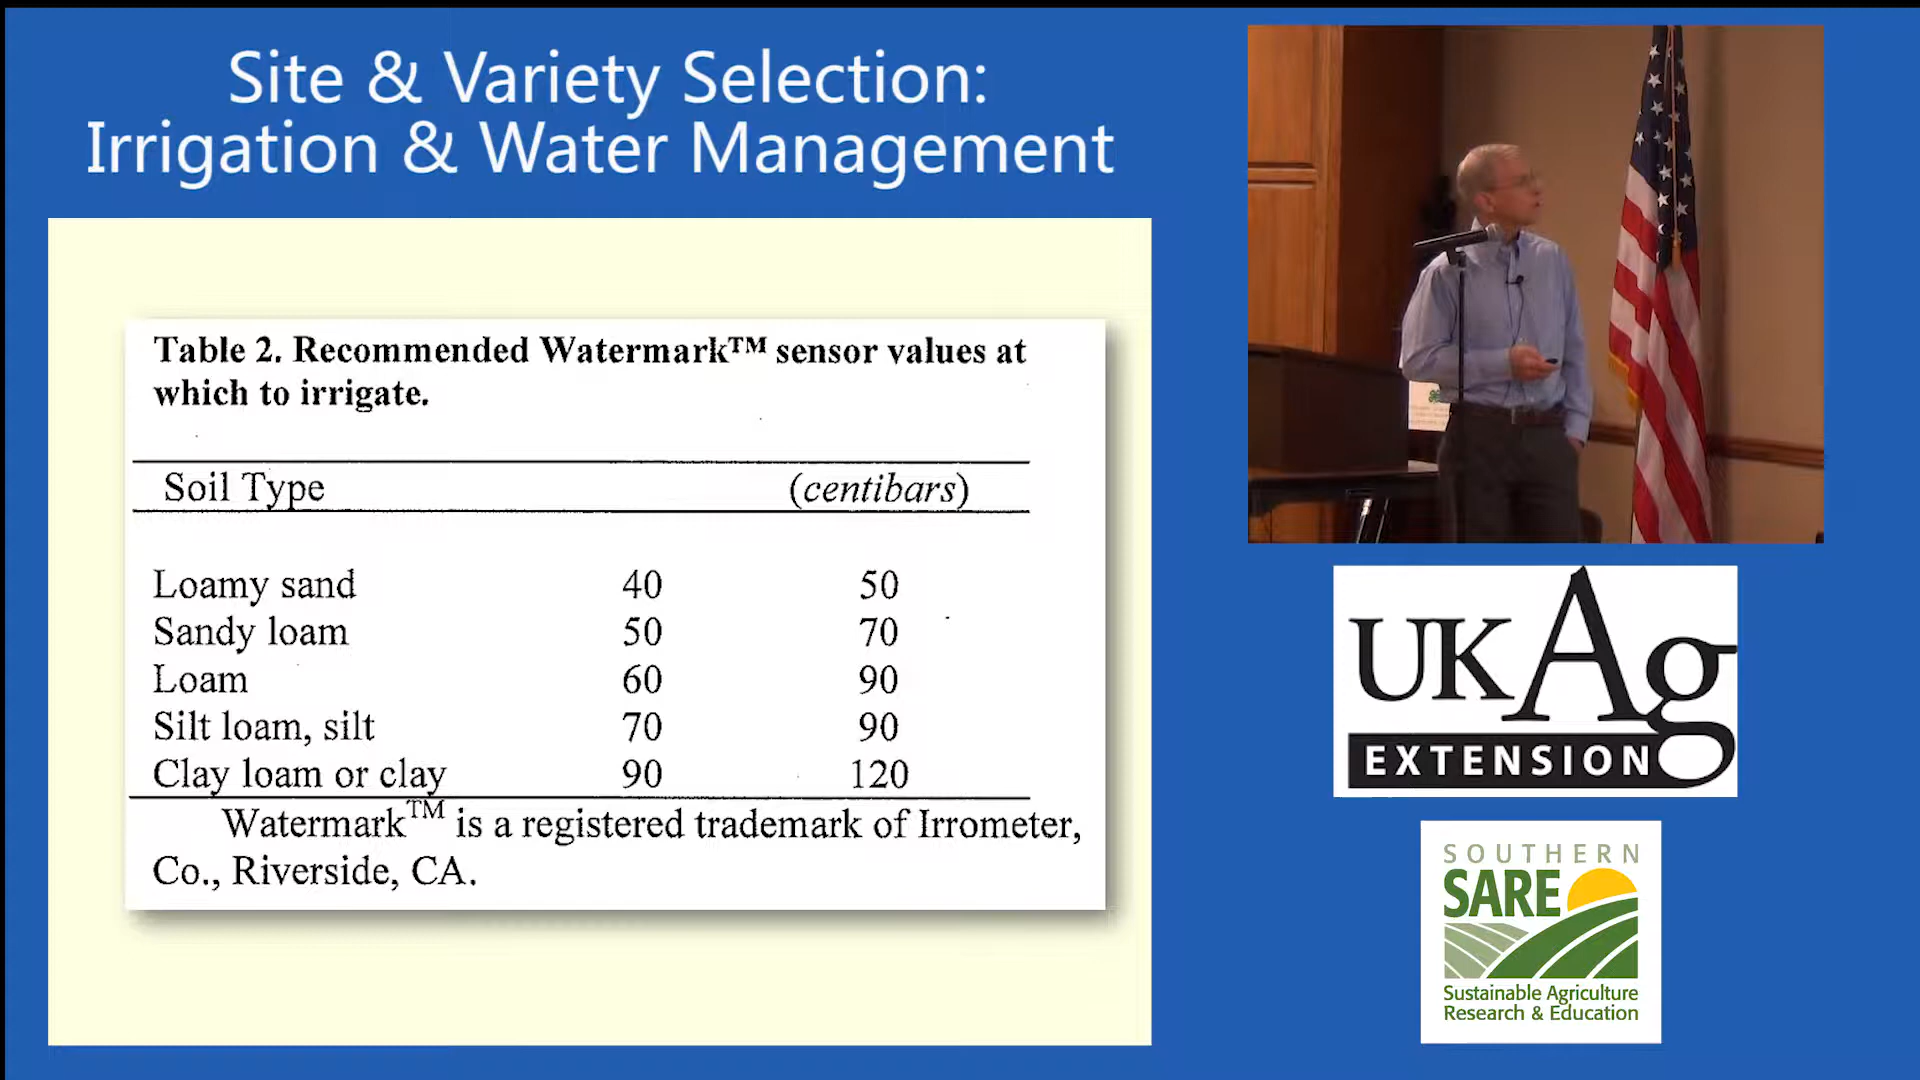 Site & Variety Selection:
Irrigation & Water Management
Table 2. Recommended Watermark™ sensor values at
which to irrigate.
Soil Type (centibars)
Loamy sand 40 50
Sandy loam 50 70
Loam 60 90
Silt loam, silt 70 90
Clay loam or clay 90 120
Watermark™ is a registered trademark of Irrometer,
Co., Riverside, CA.
UKAg
EXTENSION
SOUTHERN
SARE
Sustainable Agriculture
Research & Education